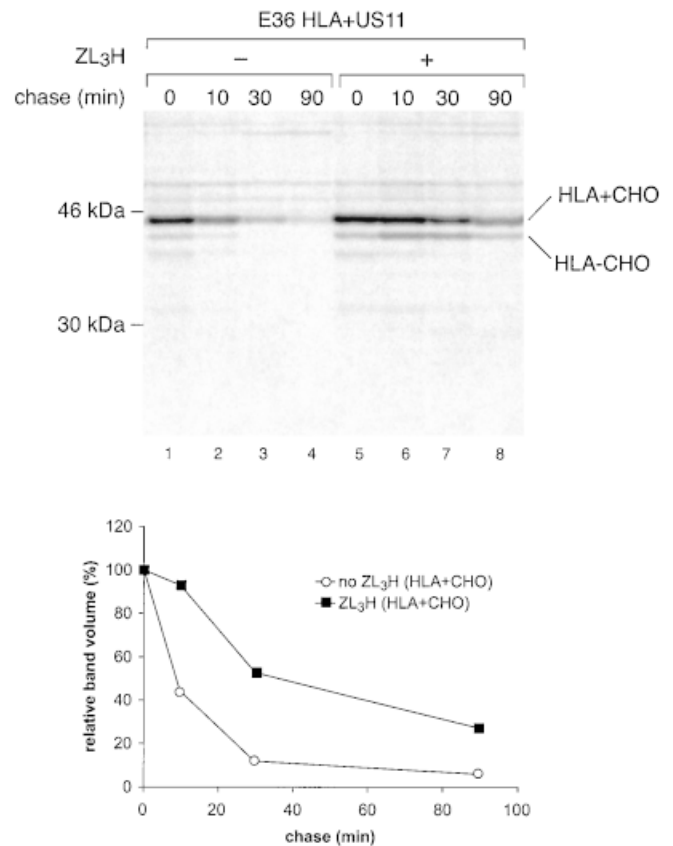 E36 HLA+US11
ZL₃H − +
chase (min) 0 10 30 90 0 10 30 90
46 kDa
HLA+CHO
HLA-CHO
30 kDa
1 2 3 4 5 6 7 8
120
100
80
60
40
20
0
relative band volume (%)
no ZL₃H (HLA+CHO)
ZL₃H (HLA+CHO)
0 20 40 60 80 100
chase (min)